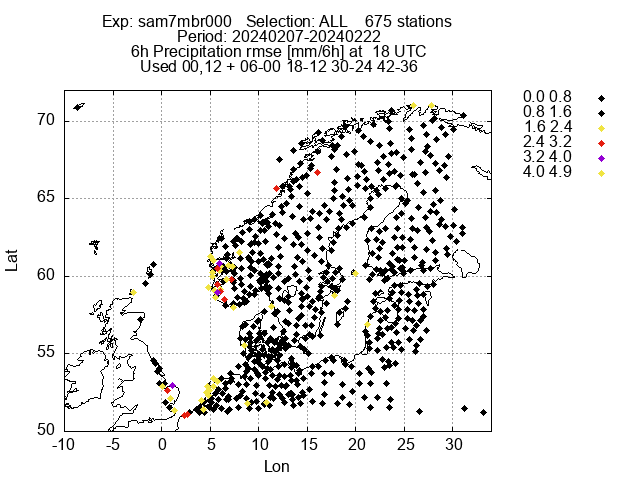 Exp: sam7mbr000 Selection: ALL 675 stations
Period: 20240207-20240222
6h Precipitation rmse [mm/6h] at 18 UTC
Used 00,12 + 06-00 18-12 30-24 42-36
0.0 0.8
0.8 1.6
1.6 2.4
2.4 3.2
3.2 4.0
4.0 4.9
70
65
60
55
50
Lat
-10 -5 0 5 10 15 20 25 30
Lon